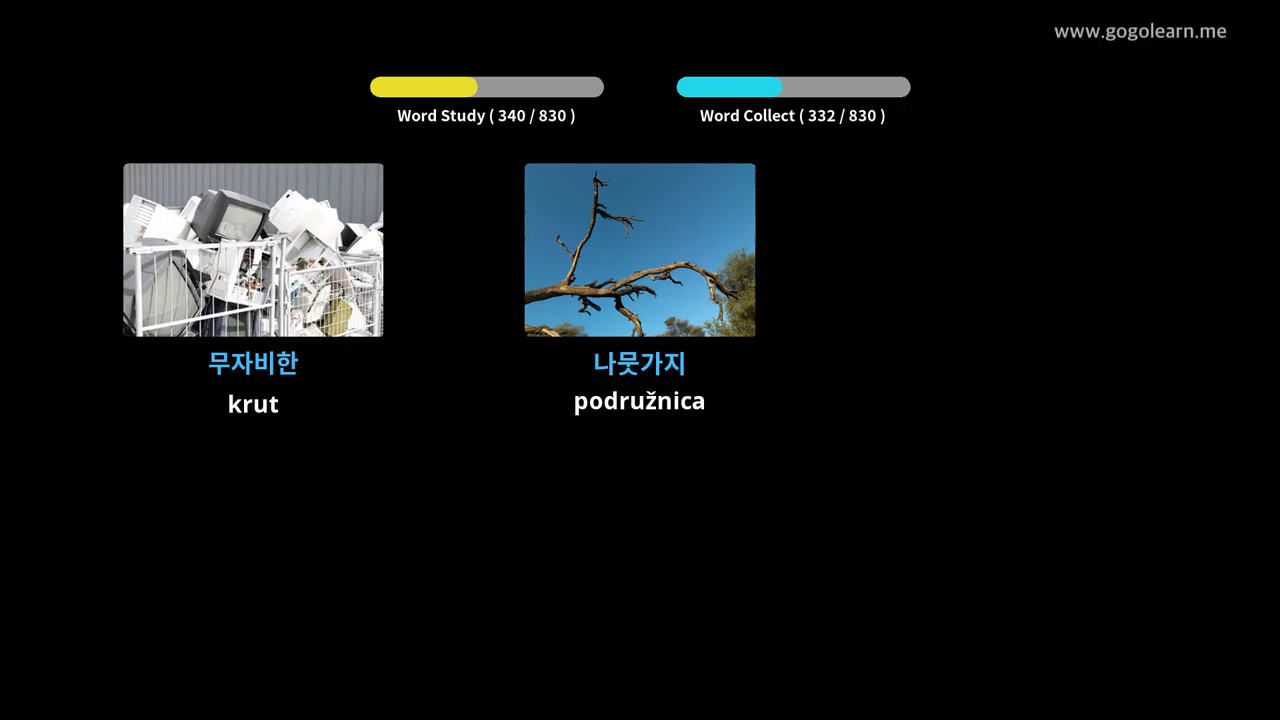 www.gogolearn.me
Word Study ( 340 / 830 )
Word Collect ( 332 / 830 )
무자비한
krut
나뭇가지
podružnica